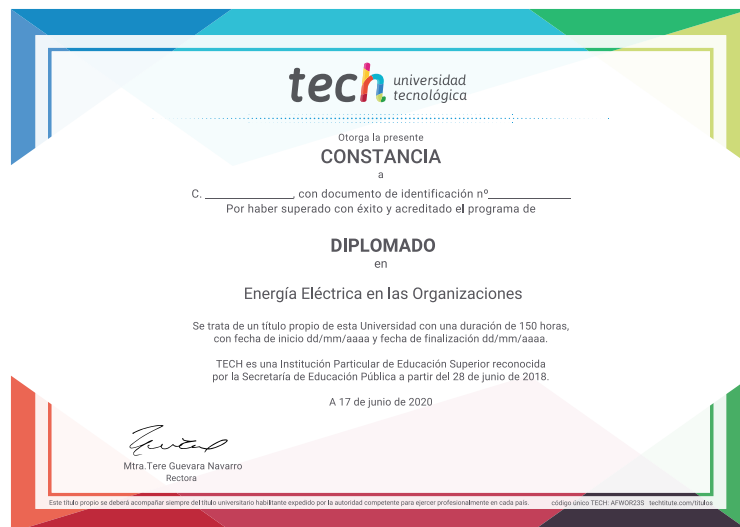 tech universidad
tecnológica
Otorga la presente
CONSTANCIA
a
C. ________________, con documento de identificación nº_______________
Por haber superado con éxito y acreditado el programa de
DIPLOMADO
en
Energía Eléctrica en las Organizaciones
Se trata de un título propio de esta Universidad con una duración de 150 horas,
con fecha de inicio dd/mm/aaaa y fecha de finalización dd/mm/aaaa.
TECH es una Institución Particular de Educación Superior reconocida
por la Secretaría de Educación Pública a partir del 28 de junio de 2018.
A 17 de junio de 2020
Mtra.Tere Guevara Navarro
Rectora
Este título propio se deberá acompañar siempre del título universitario habilitante expedido por la autoridad competente para ejercer profesionalmente en cada país. código único TECH: AFWOR23S techtitute.com/títulos